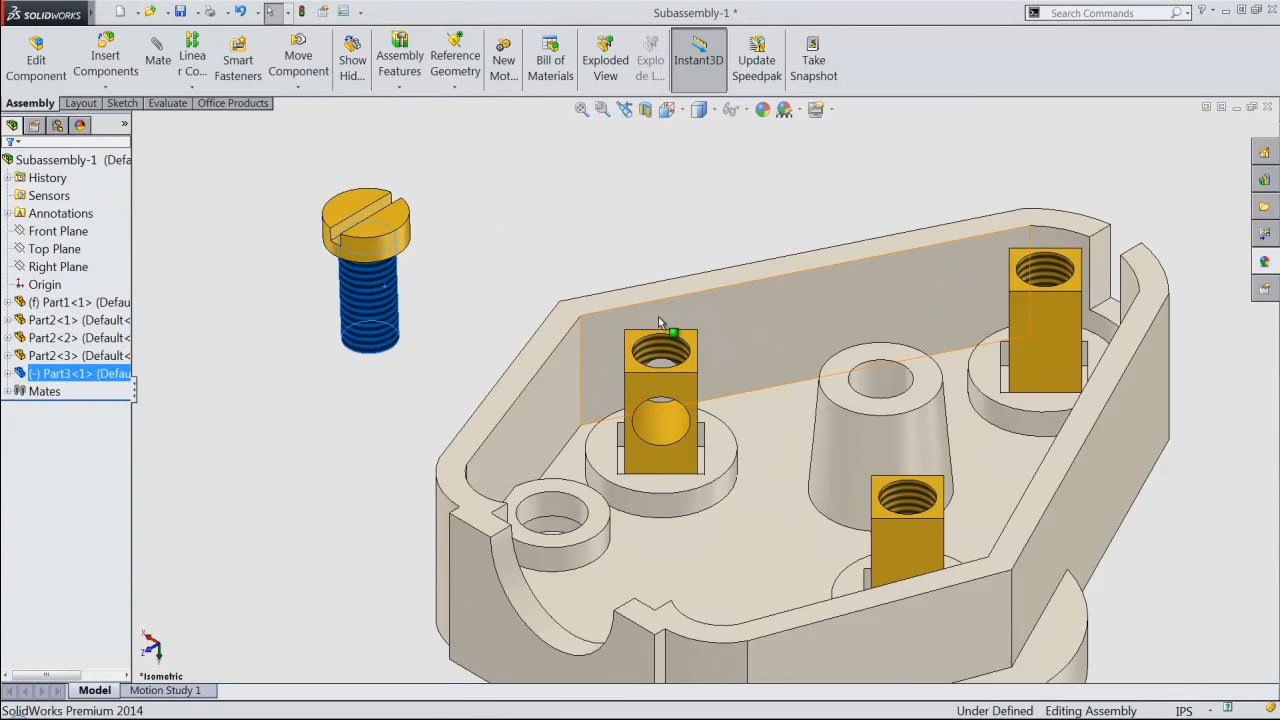 SOLIDWORKS
Subassembly-1 *
Search Commands
Edit
Component
Insert
Components
Mate
Linea
r Co...
Smart
Fasteners
Move
Component
Show
Hid...
Assembly
Features
Reference
Geometry
New
Mot...
Bill of
Materials
Exploded
View
Explo
de L...
Instant3D
Update
Speedpak
Take
Snapshot
Assembly
Layout
Sketch
Evaluate
Office Products
Subassembly-1 (Defa
History
Sensors
Annotations
Front Plane
Top Plane
Right Plane
Origin
(f) Part1<1> (Defau
Part2<1> (Default<
Part2<2> (Default<
Part2<3> (Default<
(-) Part3<1> (Defau
Mates
*Isometric
Model
Motion Study 1
SolidWorks Premium 2014
Under Defined
Editing Assembly
IPS